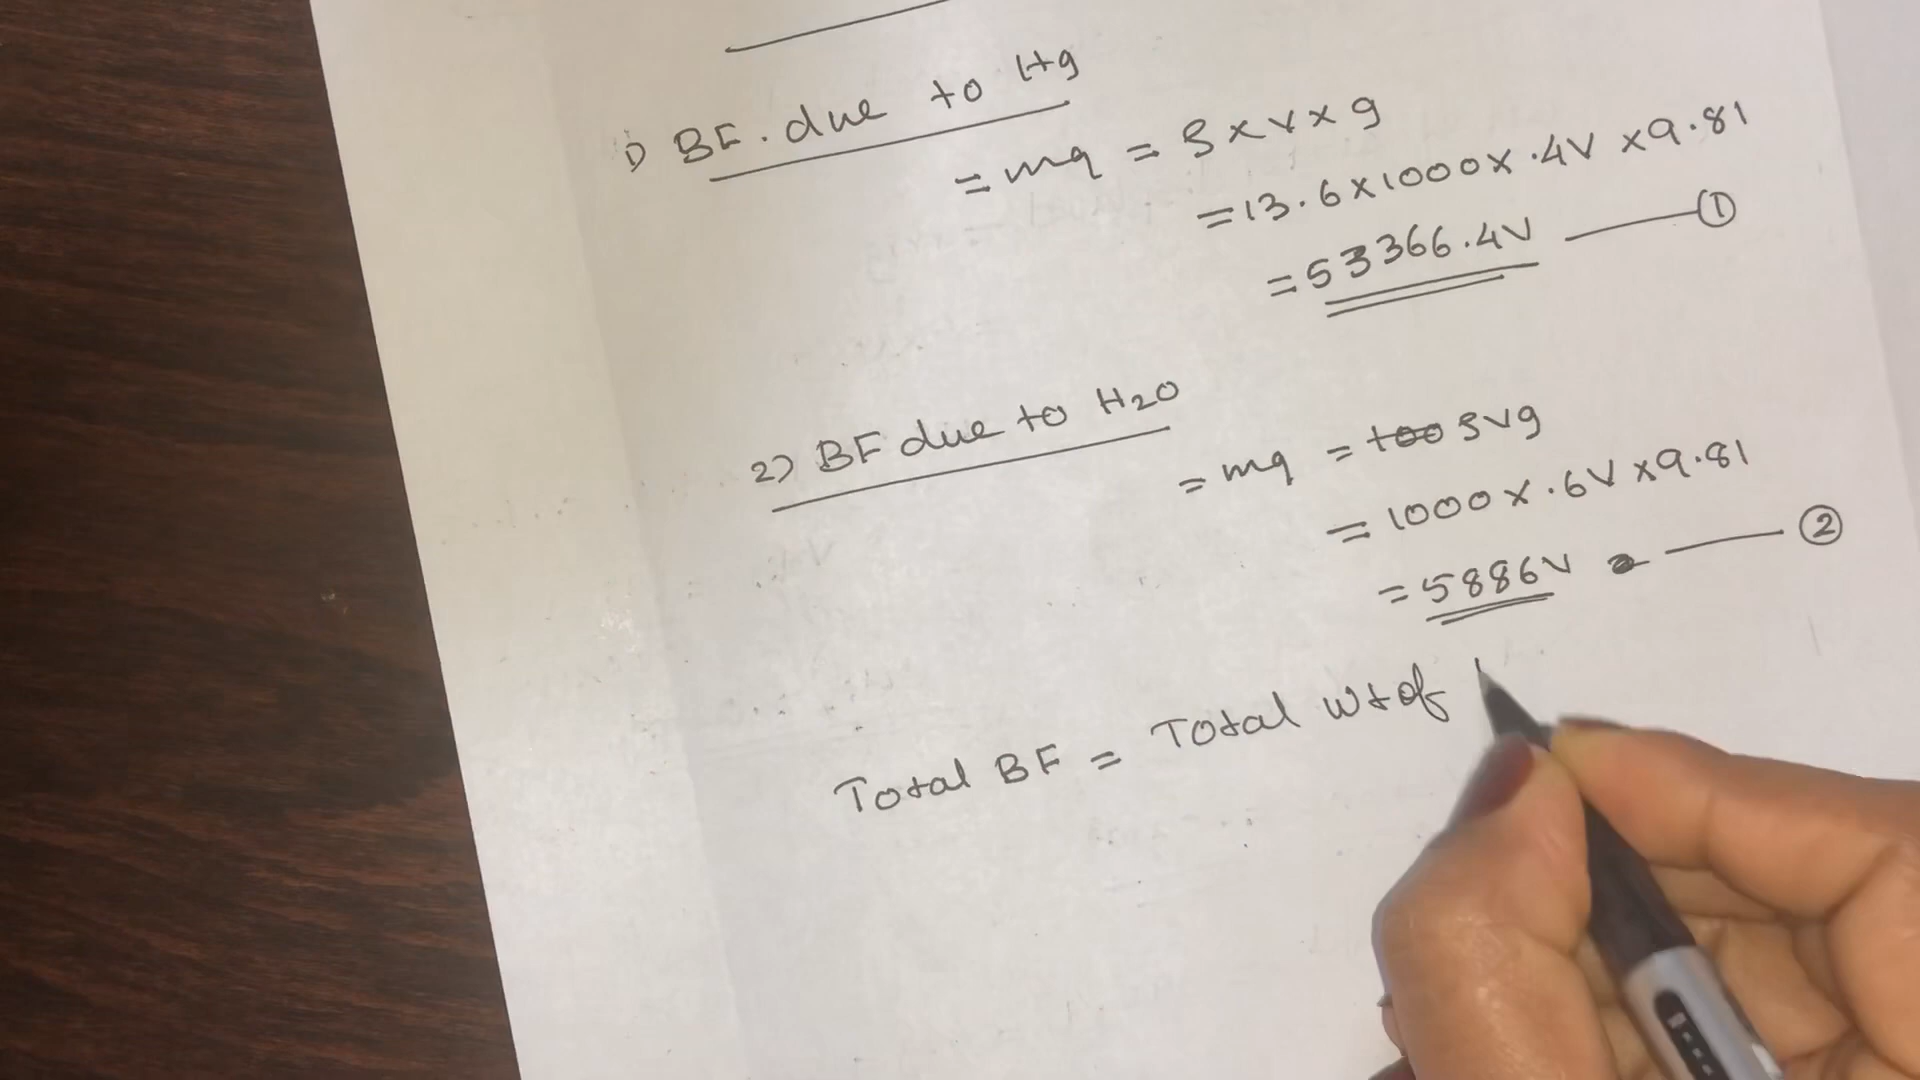 1) BF. due to Hg
= mg = ρ x V x g
= 13.6 x 1000 x .4V x 9.81
= 53366.4V —— ①
2) BF due to H2O
= mg = ρVg
= 1000 x .6V x 9.81
= 5886V —— ②
Total BF = Total Wt of